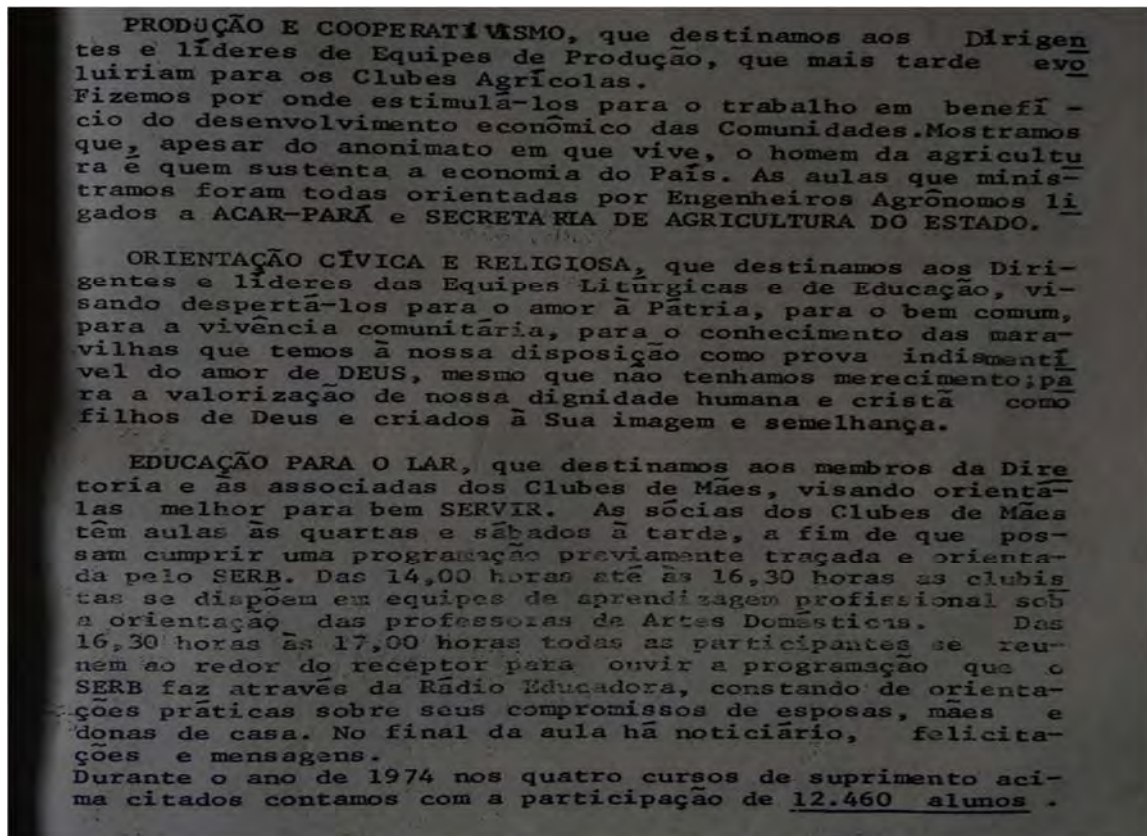 PRODUÇÃO E COOPERATIVISMO, que destinamos aos Dirigen
tes e líderes de Equipes de Produção, que mais tarde evo
luiriam para os Clubes Agrícolas.
Fizemos por onde estimulá-los para o trabalho em benefí -
cio do desenvolvimento econômico das Comunidades.Mostramos
que, apesar do anonimato em que vive, o homem da agricultu
ra é quem sustenta a economia do País. As aulas que minis-
tramos foram todas orientadas por Engenheiros Agrônomos li
gados a ACAR-PARÁ e SECRETARIA DE AGRICULTURA DO ESTADO.
ORIENTAÇÃO CÍVICA E RELIGIOSA, que destinamos aos Diri-
gentes e líderes das Equipes Litúrgicas e de Educação, vi-
sando despertá-los para o amor à Pátria, para o bem comum,
para a vivência comunitária, para o conhecimento das mara-
vilhas que temos à nossa disposição como prova indismentí
vel do amor de DEUS, mesmo que não tenhamos merecimento;pa
ra a valorização de nossa dignidade humana e cristã como
filhos de Deus e criados à Sua imagem e semelhança.
EDUCAÇÃO PARA O LAR, que destinamos aos membros da Dire
toria e às associadas dos Clubes de Mães, visando orientá-
las melhor para bem SERVIR. As sócias dos Clubes de Mães
têm aulas às quartas e sábados à tarde, a fim de que pos-
sam cumprir uma programação previamente traçada e orienta-
da pelo SERB. Das 14,00 horas até às 16,30 horas as clubis
tas se dispõem em equipes de aprendizagem profissional sob
a orientação das professoras de Artes Domésticas. Das
16,30 horas às 17,00 horas todas as participantes se reu-
nem ao redor do receptor para ouvir a programação que o
SERB faz através da Rádio Educadora, constando de orienta-
ções práticas sobre seus compromissos de esposas, mães e
donas de casa. No final da aula há noticiário, felicita-
ções e mensagens.
Durante o ano de 1974 nos quatro cursos de suprimento aci-
ma citados contamos com a participação de 12.460 alunos .